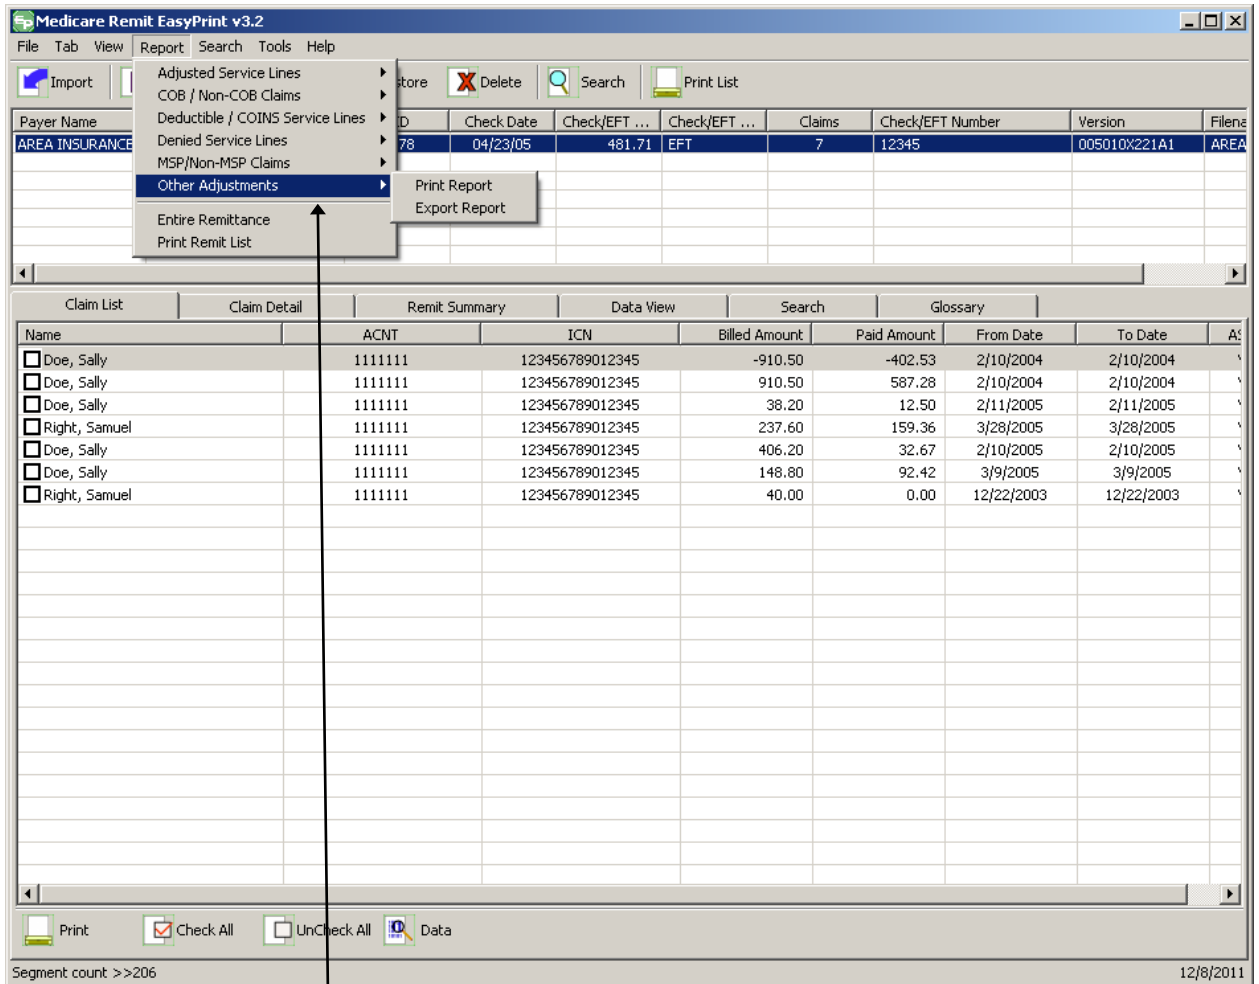 Ep Medicare Remit EasyPrint v3.2
File Tab View Report Search Tools Help
Import store Delete Search Print List
Adjusted Service Lines
COB / Non-COB Claims
Deductible / COINS Service Lines
Denied Service Lines
MSP/Non-MSP Claims
Other Adjustments
Entire Remittance
Print Remit List
Print Report
Export Report
Payer Name D Check Date Check/EFT ... Check/EFT ... Claims Check/EFT Number Version Filena
AREA INSURANCE 78 04/23/05 481.71 EFT 7 12345 005010X221A1 AREA
Claim List Claim Detail Remit Summary Data View Search Glossary
Name ACNT ICN Billed Amount Paid Amount From Date To Date AS
Doe, Sally 1111111 123456789012345 -910.50 -402.53 2/10/2004 2/10/2004
Doe, Sally 1111111 123456789012345 910.50 587.28 2/10/2004 2/10/2004
Doe, Sally 1111111 123456789012345 38.20 12.50 2/11/2005 2/11/2005
Right, Samuel 1111111 123456789012345 237.60 159.36 3/28/2005 3/28/2005
Doe, Sally 1111111 123456789012345 406.20 32.67 2/10/2005 2/10/2005
Doe, Sally 1111111 123456789012345 148.80 92.42 3/9/2005 3/9/2005
Right, Samuel 1111111 123456789012345 40.00 0.00 12/22/2003 12/22/2003
Print Check All UnCheck All Data
Segment count >>206 12/8/2011